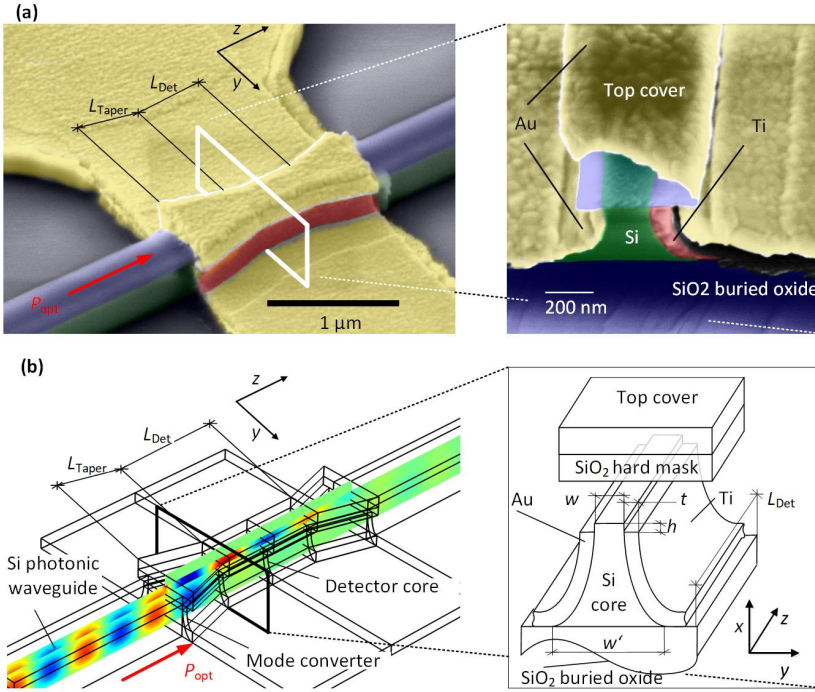 (a)
z
y
L_Det
L_Taper
P_opt
1 µm
Top cover
Au
Ti
Si
200 nm
SiO2 buried oxide
(b)
z
y
L_Det
L_Taper
Si photonic
waveguide
Detector core
Mode converter
P_opt
Top cover
SiO₂ hard mask
w
t
Ti
L_Det
Au
h
Si
core
w‘
x
z
y
SiO₂ buried oxide